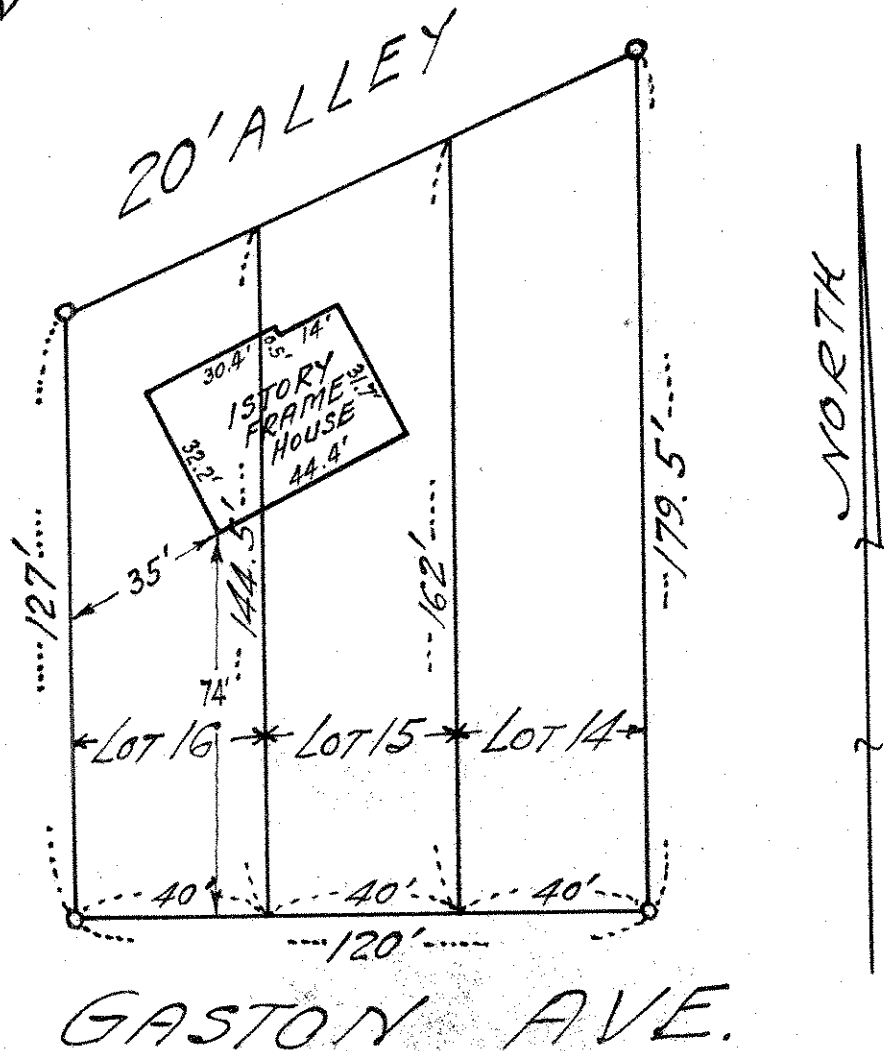 20' ALLEY
NORTH
30.4'
0.5'
14'
1 STORY
FRAME
HOUSE
31.7'
32.2'
44.4'
35'
127'
144.5'
162'
179.5'
74'
LOT 16
LOT 15
LOT 14
40'
40'
40'
120'
GASTON AVE.